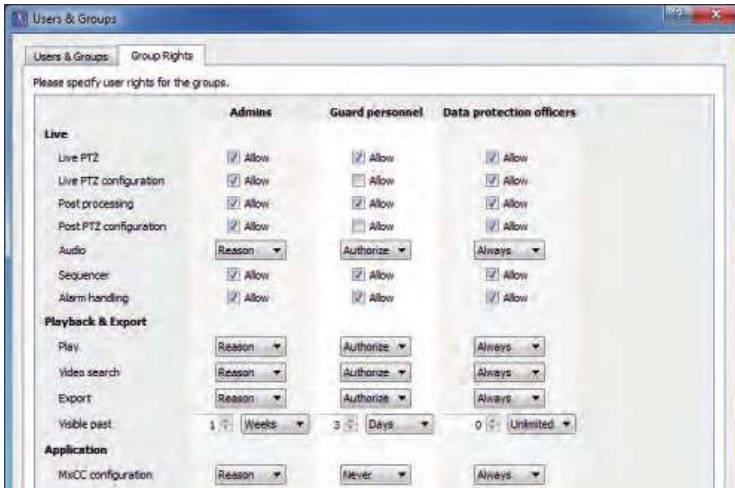 Users & Groups
Users & Groups Group Rights
Please specify user rights for the groups.
Admins Guard personnel Data protection officers
Live
Live PTZ Allow Allow Allow
Live PTZ configuration Allow Allow Allow
Post processing Allow Allow Allow
Post PTZ configuration Allow Allow Allow
Audio Reason Authorize Always
Sequencer Allow Allow Allow
Alarm handling Allow Allow Allow
Playback & Export
Play Reason Authorize Always
Video search Reason Authorize Always
Export Reason Authorize Always
Visible past 1 Weeks 3 Days 0 Unlimited
Application
MxCC configuration Reason Never Always